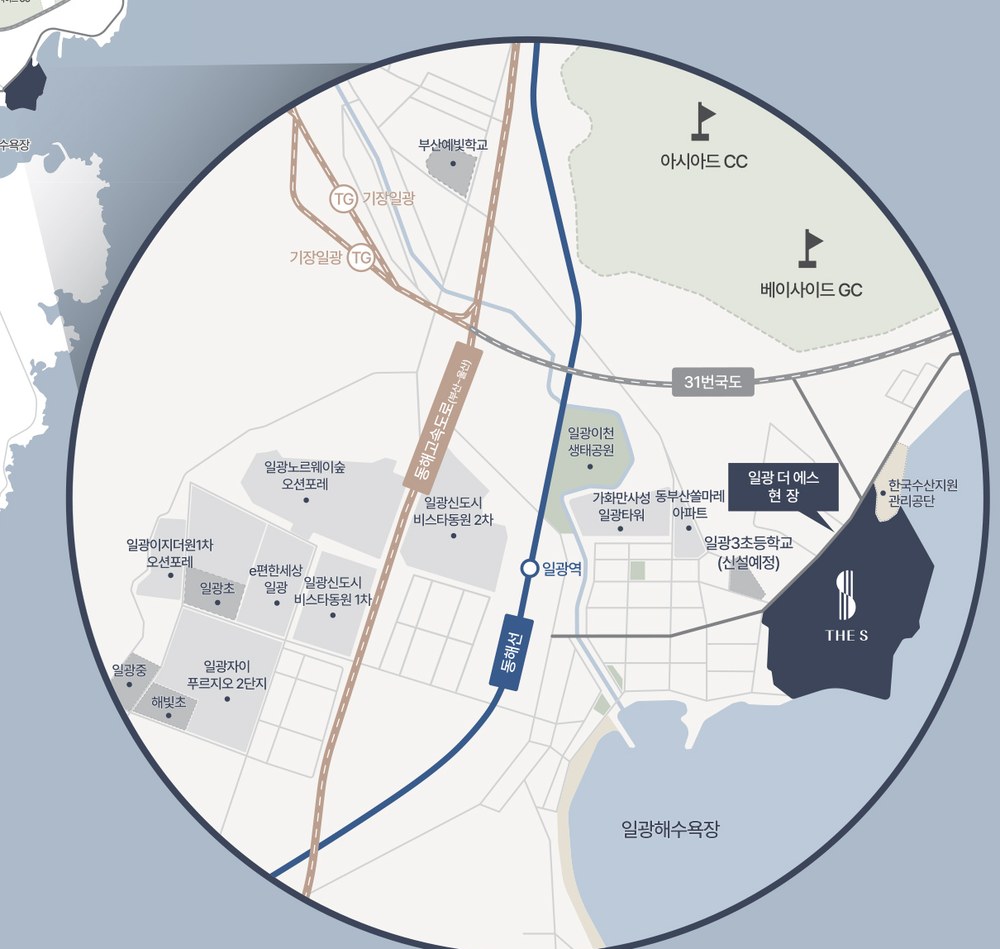 수욕장
부산예빛학교
아시아드 CC
TG 기장일광
기장일광 TG
베이사이드 GC
31번국도
동해고속도로(부산~울산)
일광이천
생태공원
일광노르웨이숲
오션포레
일광신도시
비스타동원 2차
가화만사성
일광타워
동부산쏠마레
아파트
일광 더 에스
현 장
한국수산지원
관리공단
일광이지더원1차
오션포레
일광초
e편한세상
일광
일광신도시
비스타동원 1차
일광역
일광3초등학교
(신설예정)
THE S
동해선
일광중
해빛초
일광자이
푸르지오 2단지
일광해수욕장